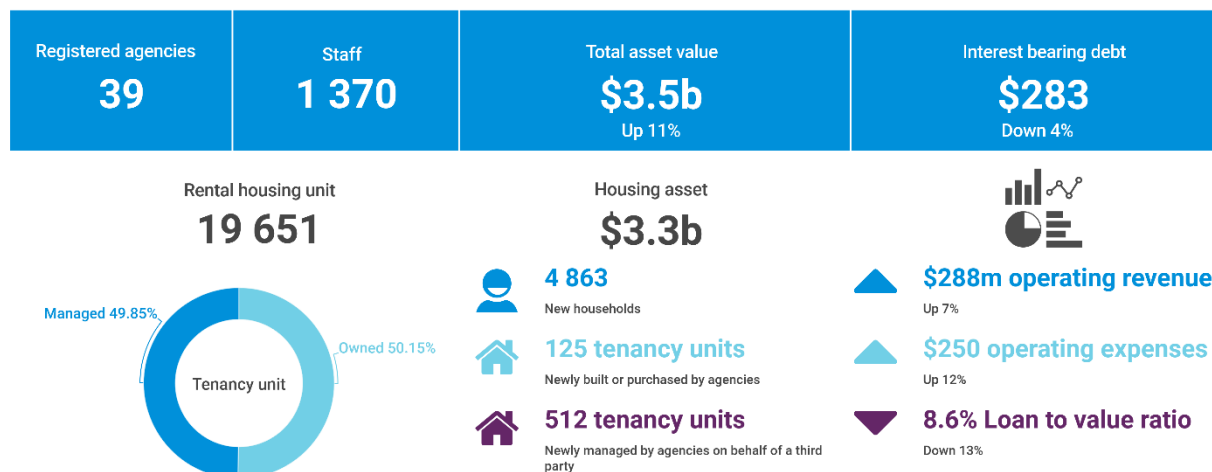 Registered agencies
39
Staff
1 370
Total asset value
$3.5b
Up 11%
Interest bearing debt
$283
Down 4%
Rental housing unit
19 651
Managed 49.85%
Owned 50.15%
Tenancy unit
Housing asset
$3.3b
4 863
New households
125 tenancy units
Newly built or purchased by agencies
512 tenancy units
Newly managed by agencies on behalf of a third
party
$288m operating revenue
Up 7%
$250 operating expenses
Up 12%
8.6% Loan to value ratio
Down 13%